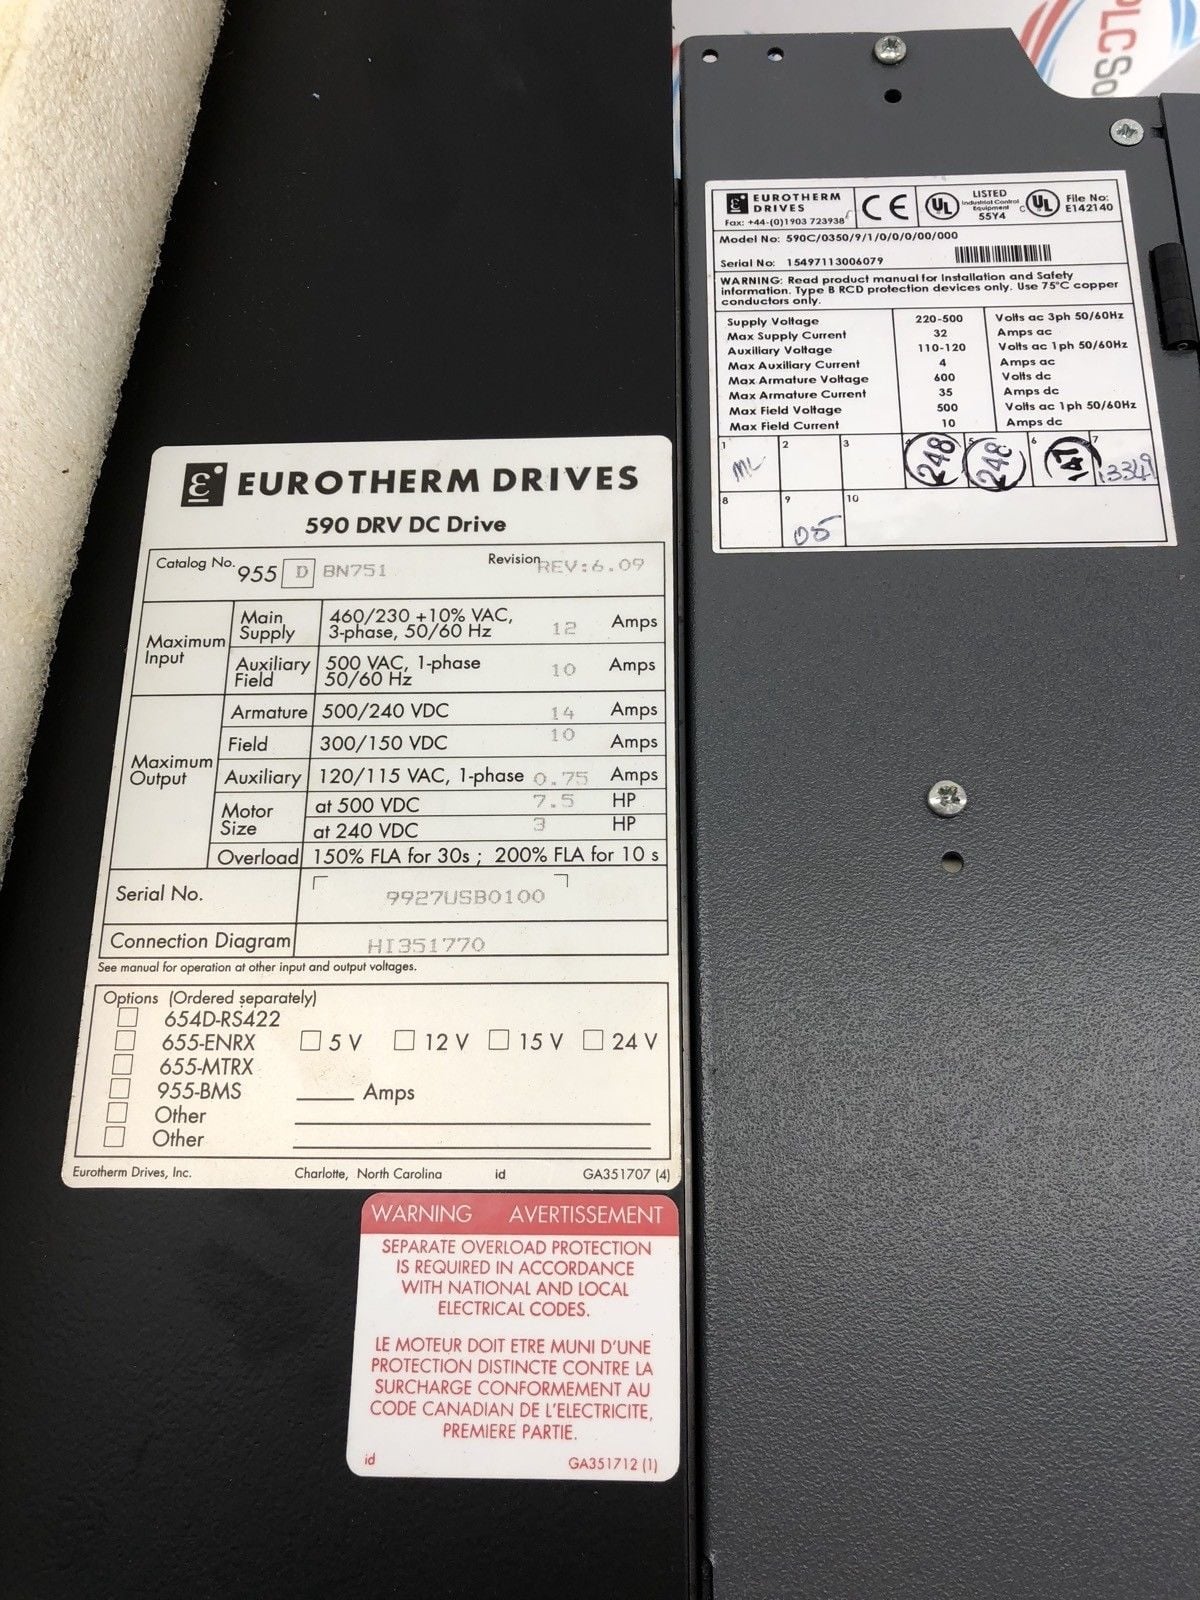 PLCSo
EUROTHERM DRIVES
Fax: +44-(0)1903 723938
CE
UL
LISTED
Industrial Control
Equipment
55Y4
C UL
File No:
E142140
Model No: 590C/0350/9/1/0/0/0/00/000
Serial No: 15497113006079
WARNING: Read product manual for Installation and Safety
information. Type B RCD protection devices only. Use 75°C copper
conductors only.
Supply Voltage 220-500 Volts ac 3ph 50/60Hz
Max Supply Current 32 Amps ac
Auxiliary Voltage 110-120 Volts ac 1ph 50/60Hz
Max Auxiliary Current 4 Amps ac
Max Armature Voltage 600 Volts dc
Max Armature Current 35 Amps dc
Max Field Voltage 500 Volts ac 1ph 50/60Hz
Max Field Current 10 Amps dc
1 ML 2 3 248 5 248 6 147 7 13349
8 9 05 10
EUROTHERM DRIVES
590 DRV DC Drive
Catalog No. 955 D 8N751 Revision REV:6.09
Maximum Input
Main Supply 460/230 +10% VAC, 3-phase, 50/60 Hz 12 Amps
Auxiliary Field 500 VAC, 1-phase 50/60 Hz 10 Amps
Maximum Output
Armature 500/240 VDC 14 Amps
Field 300/150 VDC 10 Amps
Auxiliary 120/115 VAC, 1-phase 0.75 Amps
Motor Size at 500 VDC 7.5 HP
at 240 VDC 3 HP
Overload 150% FLA for 30s ; 200% FLA for 10 s
Serial No. 9927USB0100
Connection Diagram HI351770
See manual for operation at other input and output voltages.
Options (Ordered separately)
654D-RS422
655-ENRX 5 V 12 V 15 V 24 V
655-MTRX
955-BMS Amps
Other
Other
Eurotherm Drives, Inc. Charlotte, North Carolina id GA351707 (4)
WARNING AVERTISSEMENT
SEPARATE OVERLOAD PROTECTION
IS REQUIRED IN ACCORDANCE
WITH NATIONAL AND LOCAL
ELECTRICAL CODES.
LE MOTEUR DOIT ETRE MUNI D'UNE
PROTECTION DISTINCTE CONTRE LA
SURCHARGE CONFORMEMENT AU
CODE CANADIAN DE L'ELECTRICITE,
PREMIERE PARTIE.
id GA351712 (1)